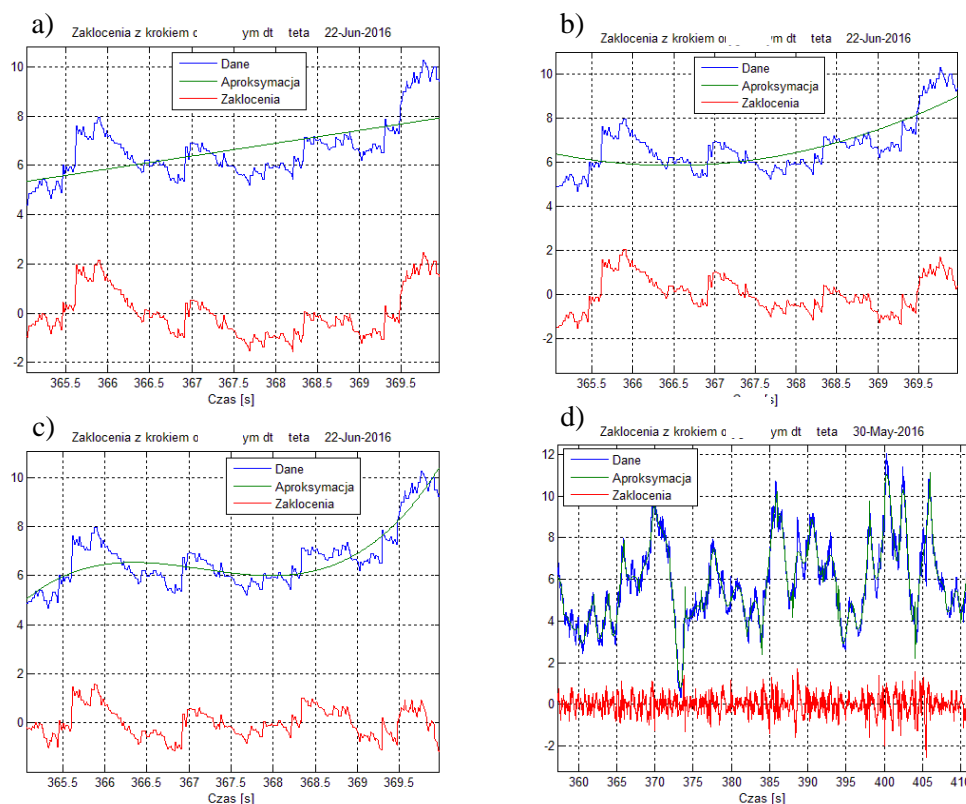 a)
Zaklocenia z krokiem ym dt teta 22-Jun-2016
Dane
Aproksymacja
Zaklocenia
10
8
6
4
2
0
-2
365.5 366 366.5 367 367.5 368 368.5 369 369.5
Czas [s]
b)
Zaklocenia z krokiem ym dt teta 22-Jun-2016
Dane
Aproksymacja
Zaklocenia
10
8
6
4
2
0
-2
365.5 366 366.5 367 367.5 368 368.5 369 369.5
[s]
c)
Zaklocenia z krokiem ym dt teta 22-Jun-2016
Dane
Aproksymacja
Zaklocenia
10
8
6
4
2
0
365.5 366 366.5 367 367.5 368 368.5 369 369.5
Czas [s]
d)
Zaklocenia z krokiem ym dt teta 30-May-2016
Dane
Aproksymacja
Zaklocenia
12
10
8
6
4
2
0
-2
360 365 370 375 380 385 390 395 400 405
Czas [s]